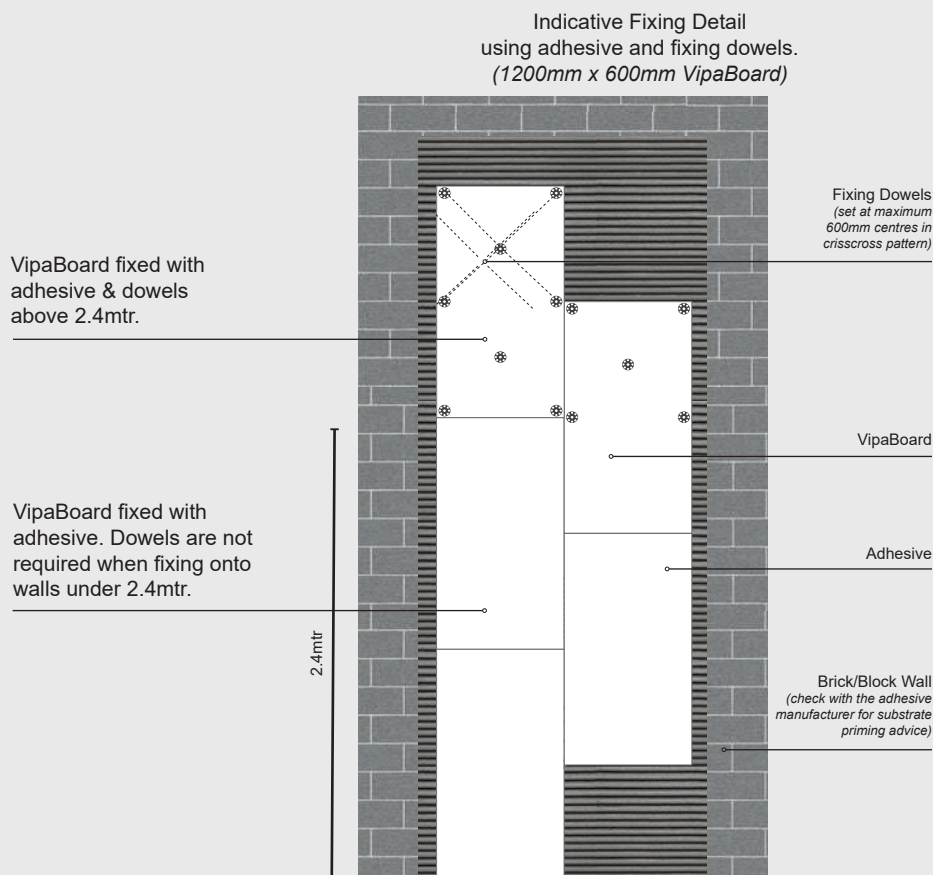 Indicative Fixing Detail
using adhesive and fixing dowels.
(1200mm x 600mm VipaBoard)
Fixing Dowels
(set at maximum
600mm centres in
crisscross pattern)
VipaBoard fixed with
adhesive & dowels
above 2.4mtr.
VipaBoard
VipaBoard fixed with
adhesive. Dowels are not
required when fixing onto
walls under 2.4mtr.
Adhesive
2.4mtr
Brick/Block Wall
(check with the adhesive
manufacturer for substrate
priming advice)